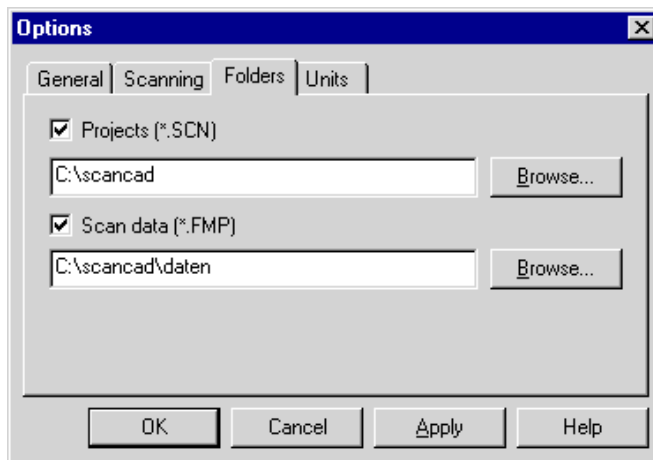 Options
General Scanning Folders Units
Projects (*.SCN)
C:\scancad Browse...
Scan data (*.FMP)
C:\scancad\daten Browse...
OK Cancel Apply Help